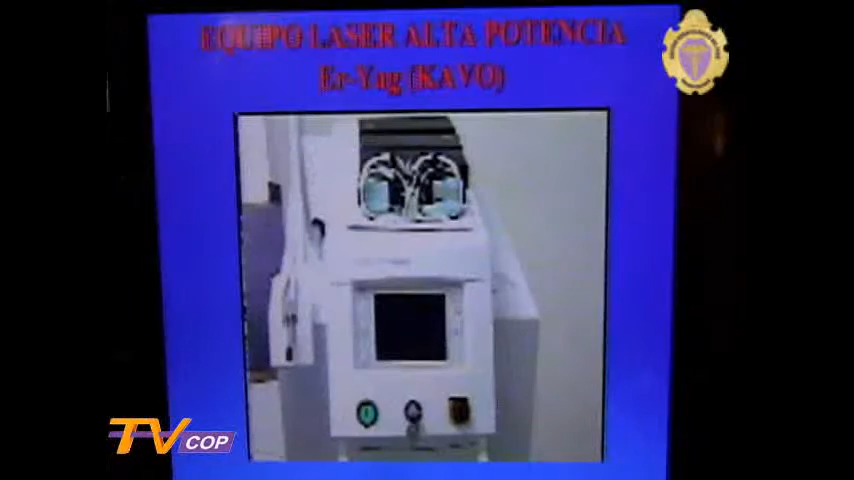 EQUIPO LASER ALTA POTENCIA
Er-Yag (KAVO)
TV COP